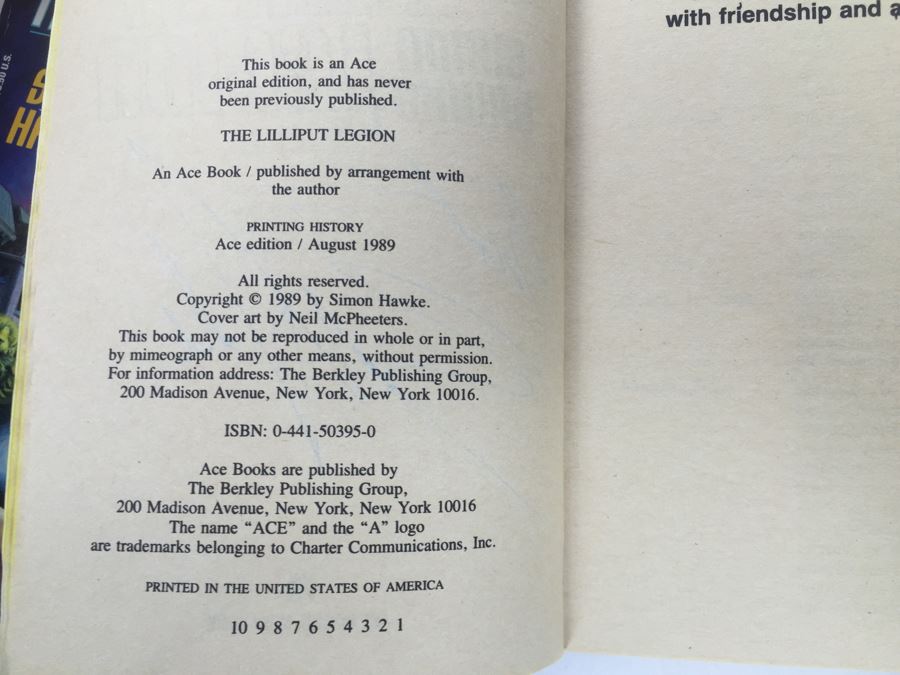 This book is an Ace
original edition, and has never
been previously published.
THE LILLIPUT LEGION
An Ace Book / published by arrangement with
the author
PRINTING HISTORY
Ace edition / August 1989
All rights reserved.
Copyright © 1989 by Simon Hawke.
Cover art by Neil McPheeters.
This book may not be reproduced in whole or in part,
by mimeograph or any other means, without permission.
For information address: The Berkley Publishing Group,
200 Madison Avenue, New York, New York 10016.
ISBN: 0-441-50395-0
Ace Books are published by
The Berkley Publishing Group,
200 Madison Avenue, New York, New York 10016
The name “ACE” and the “A” logo
are trademarks belonging to Charter Communications, Inc.
PRINTED IN THE UNITED STATES OF AMERICA
10 9 8 7 6 5 4 3 2 1
with friendship and